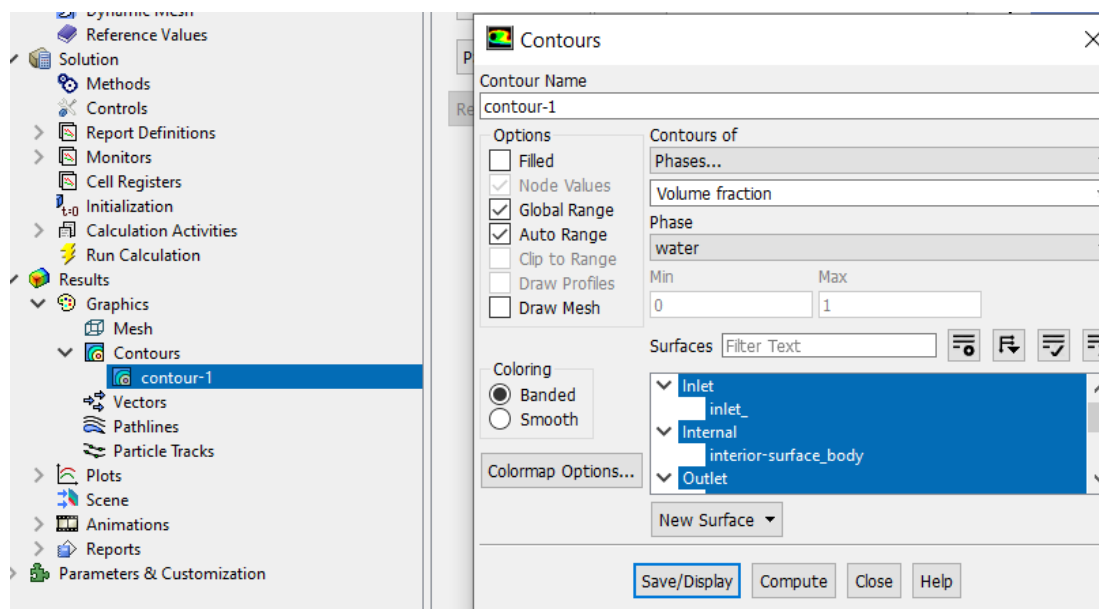 Dynamic Mesh
Reference Values
Solution
Methods
Controls
Report Definitions
Monitors
Cell Registers
t=0 Initialization
Calculation Activities
Run Calculation
Results
Graphics
Mesh
Contours
contour-1
Vectors
Pathlines
Particle Tracks
Plots
Scene
Animations
Reports
Parameters & Customization
P
Re
Contours
Contour Name
contour-1
Options
Filled
Node Values
Global Range
Auto Range
Clip to Range
Draw Profiles
Draw Mesh
Coloring
Banded
Smooth
Colormap Options...
Contours of
Phases...
Volume fraction
Phase
water
Min Max
0 1
Surfaces Filter Text
Inlet
inlet_
Internal
interior-surface_body
Outlet
New Surface
Save/Display Compute Close Help